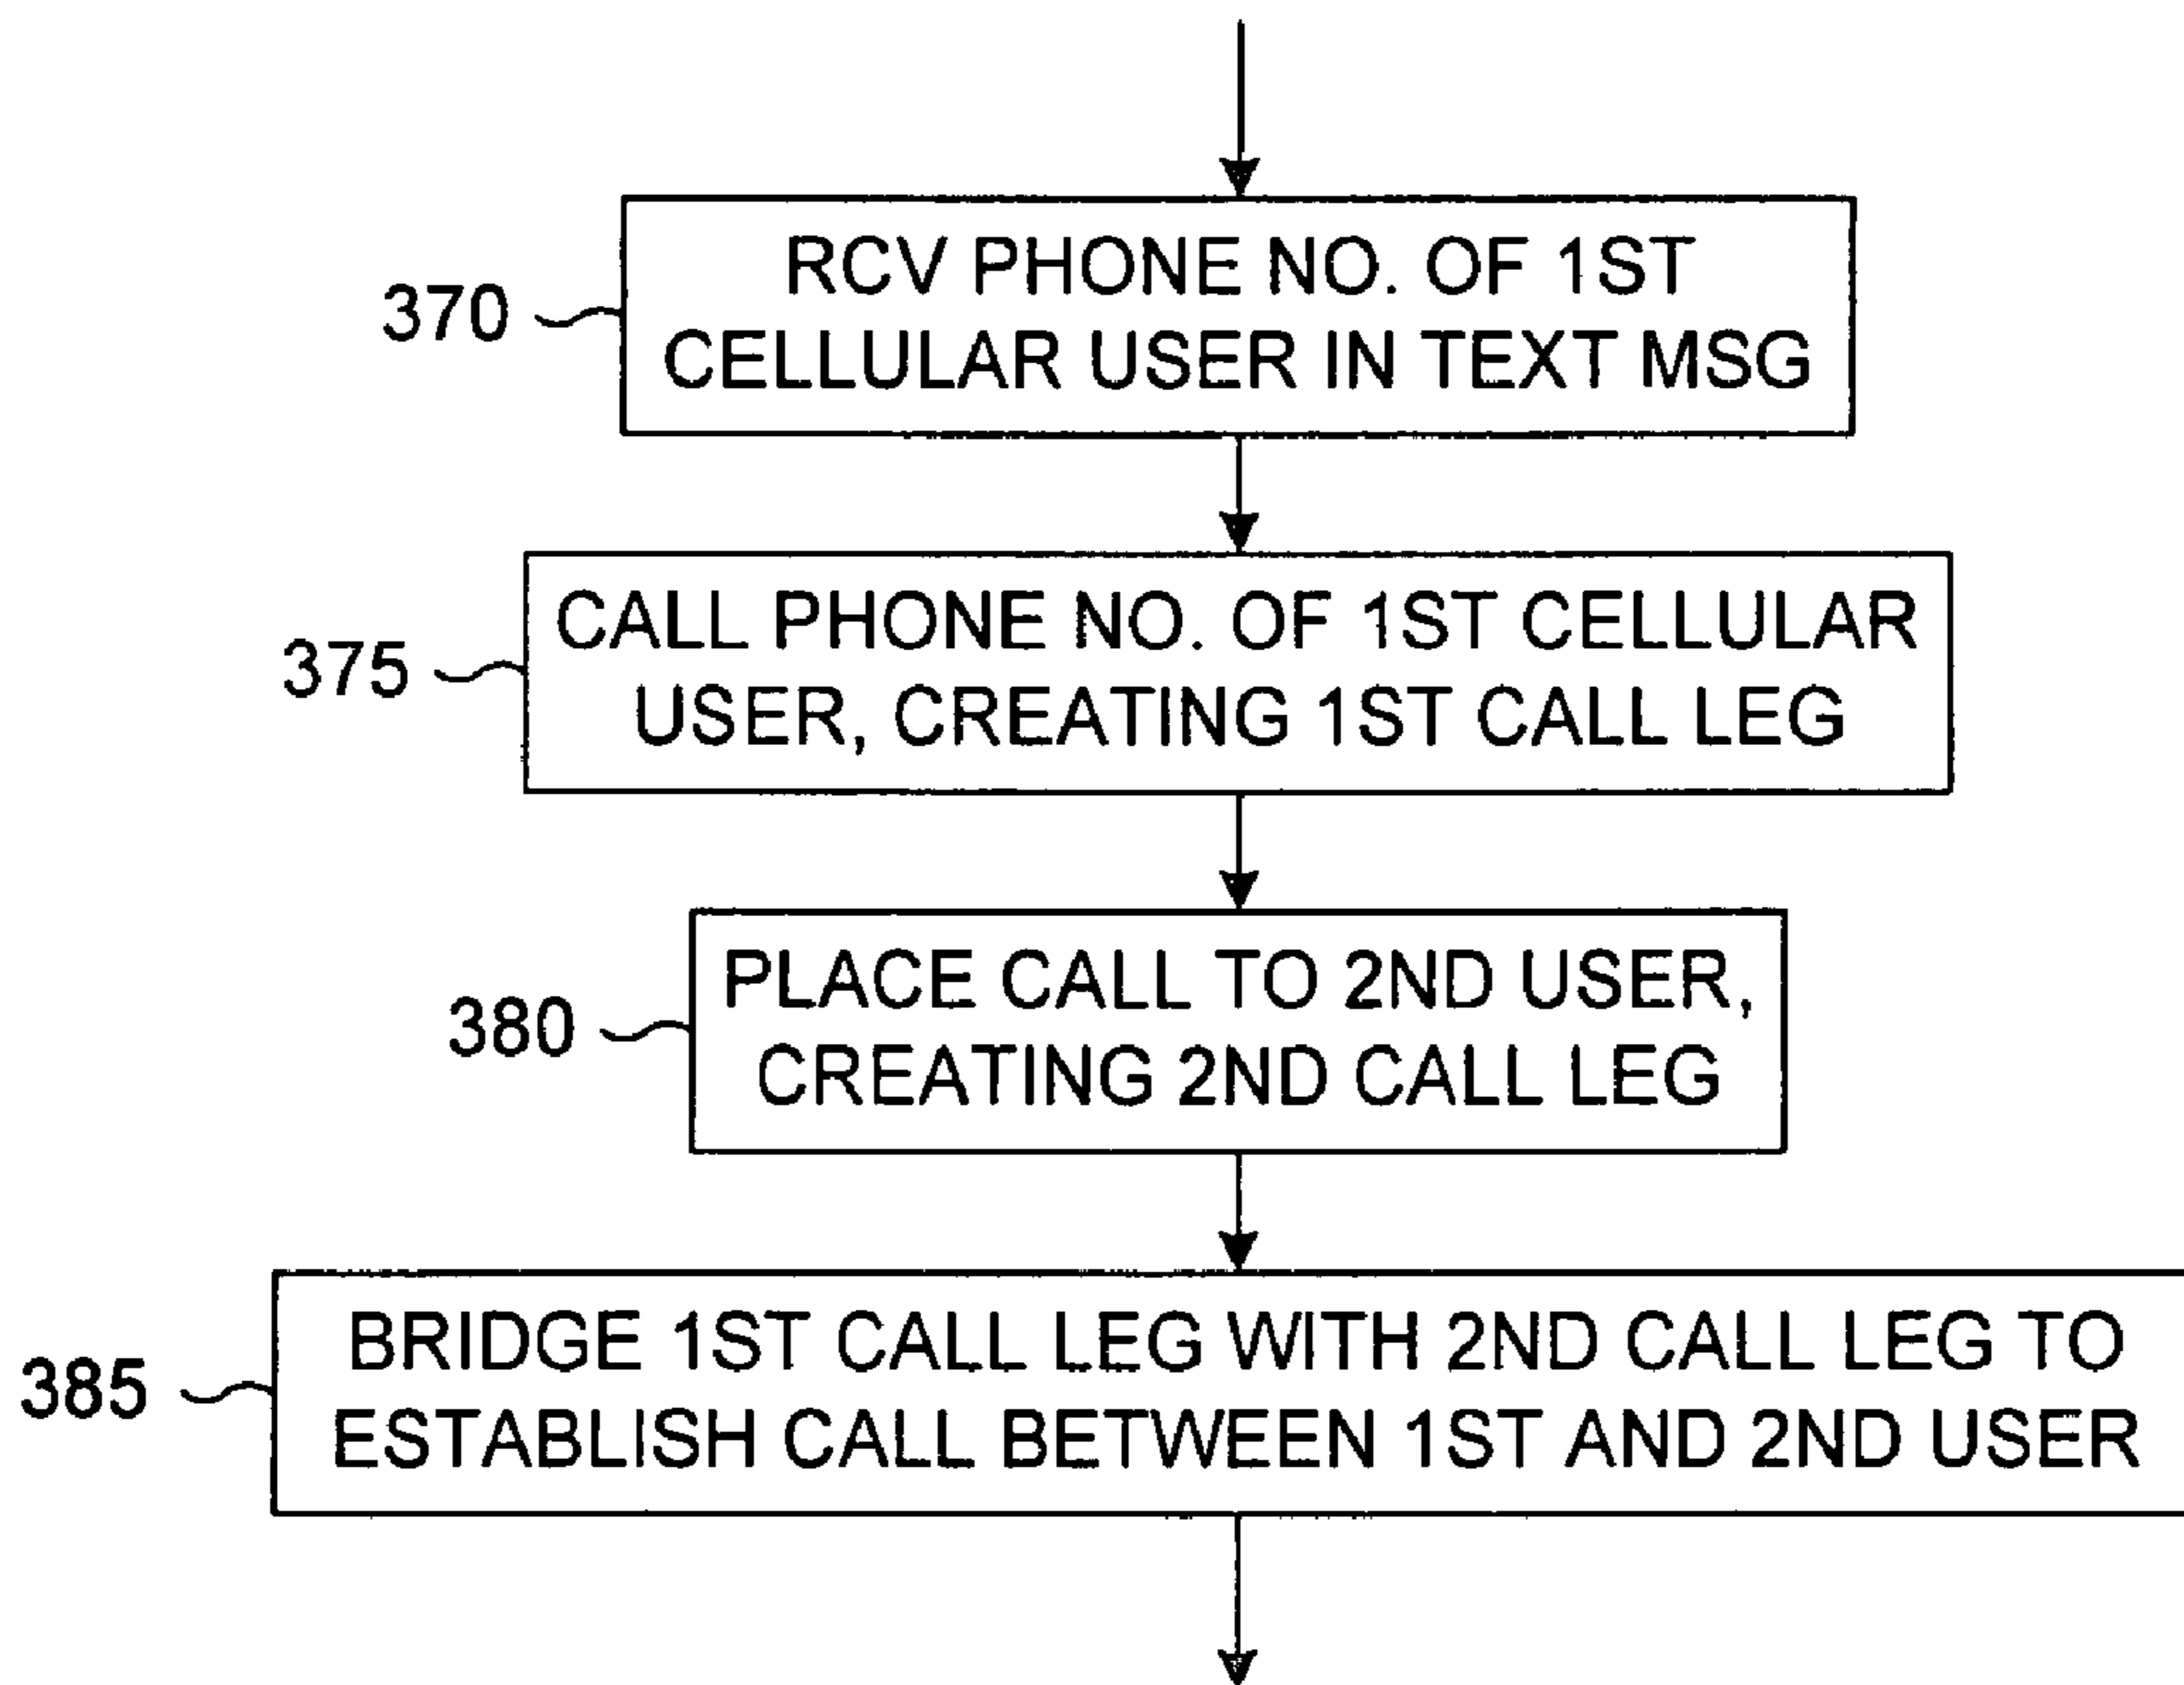 RCV PHONE NO. OF 1ST
CELLULAR USER IN TEXT MSG
370
CALL PHONE NO. OF 1ST CELLULAR
USER, CREATING 1ST CALL LEG
375
PLACE CALL TO 2ND USER,
CREATING 2ND CALL LEG
380
BRIDGE 1ST CALL LEG WITH 2ND CALL LEG TO
ESTABLISH CALL BETWEEN 1ST AND 2ND USER
385